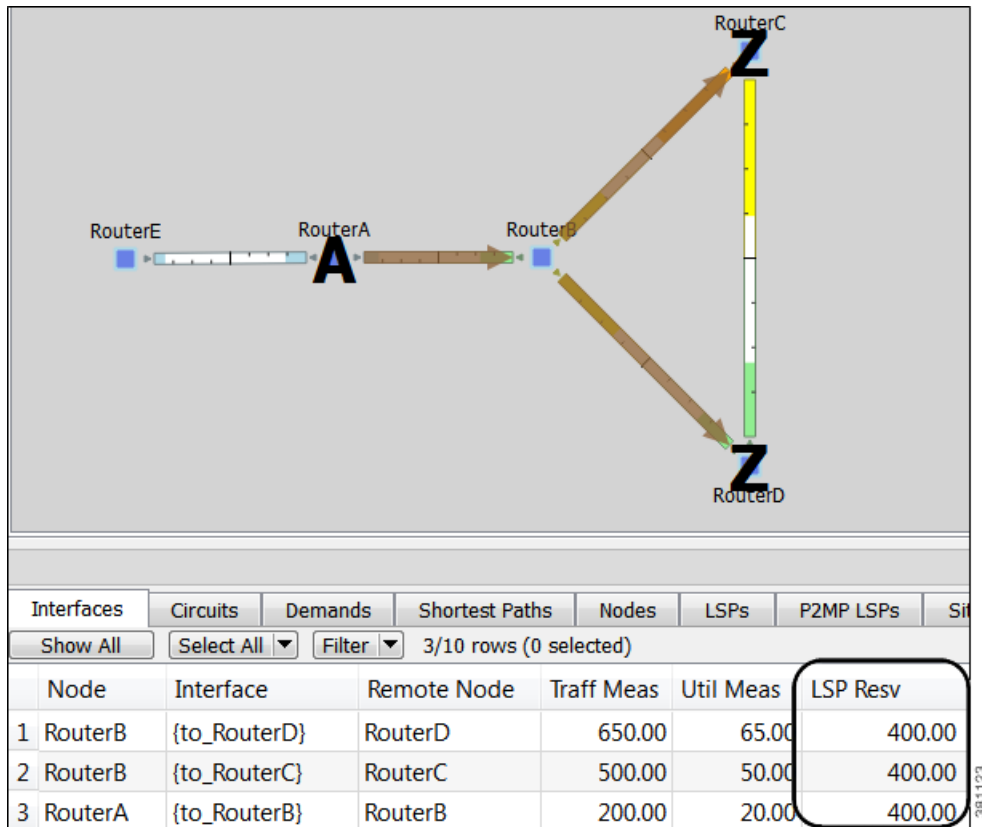 RouterC
Z
RouterE
RouterA
RouterB
A
Z
RouterD
Interfaces Circuits Demands Shortest Paths Nodes LSPs P2MP LSPs Sit
Show All Select All Filter 3/10 rows (0 selected)
Node Interface Remote Node Traff Meas Util Meas LSP Resv
1 RouterB {to_RouterD} RouterD 650.00 65.00 400.00
2 RouterB {to_RouterC} RouterC 500.00 50.00 400.00
3 RouterA {to_RouterB} RouterB 200.00 20.00 400.00
381123